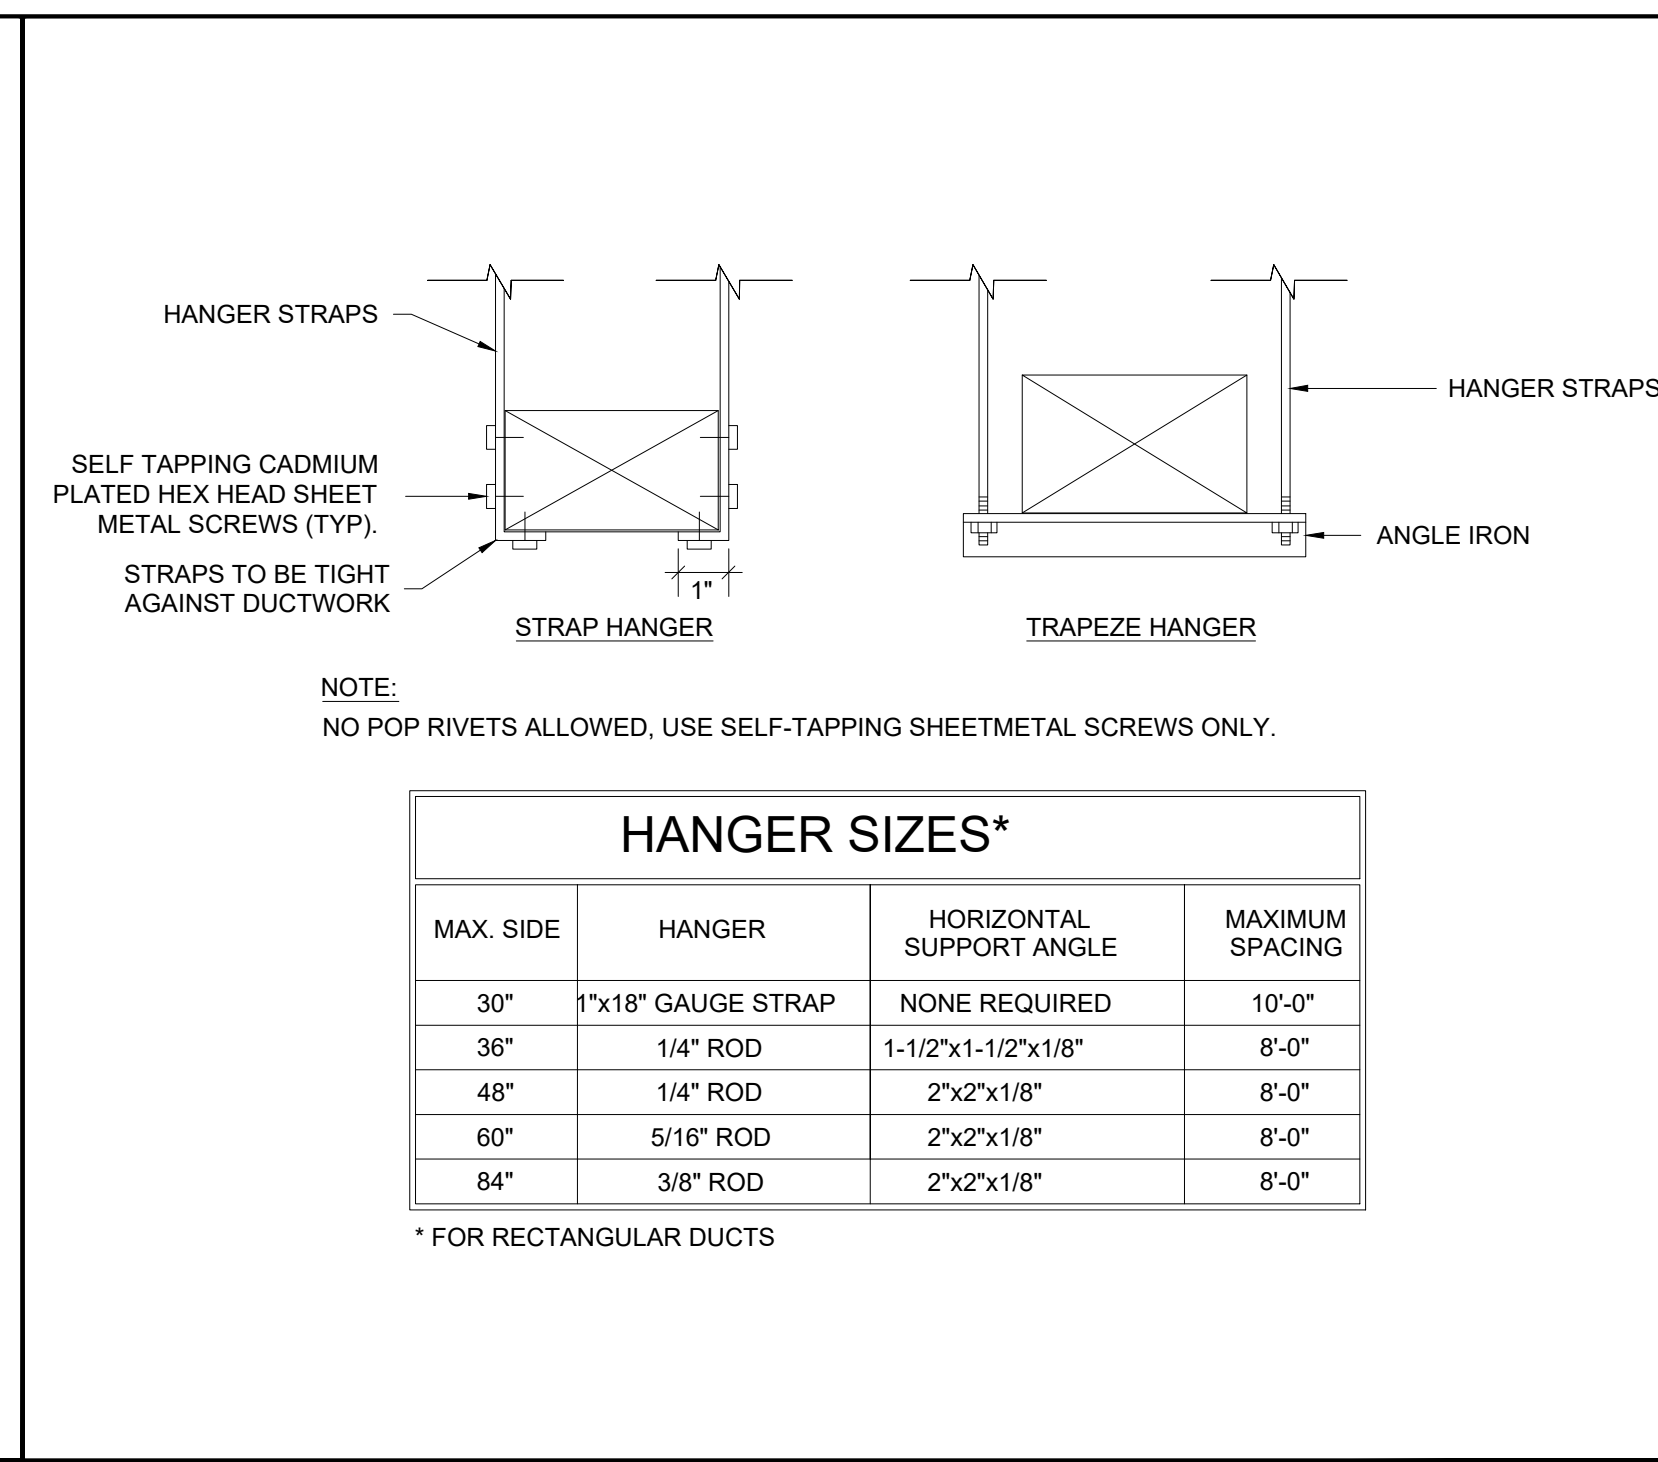 HANGER STRAPS
SELF TAPPING CADMIUM
PLATED HEX HEAD SHEET
METAL SCREWS (TYP).
STRAPS TO BE TIGHT
AGAINST DUCTWORK
1"
STRAP HANGER
HANGER STRAPS
ANGLE IRON
TRAPEZE HANGER
NOTE:
NO POP RIVETS ALLOWED, USE SELF-TAPPING SHEETMETAL SCREWS ONLY.
HANGER SIZES*
MAX. SIDE
HANGER
HORIZONTAL
SUPPORT ANGLE
MAXIMUM
SPACING
30" 1"x18" GAUGE STRAP NONE REQUIRED 10'-0"
36" 1/4" ROD 1-1/2"x1-1/2"x1/8" 8'-0"
48" 1/4" ROD 2"x2"x1/8" 8'-0"
60" 5/16" ROD 2"x2"x1/8" 8'-0"
84" 3/8" ROD 2"x2"x1/8" 8'-0"
* FOR RECTANGULAR DUCTS